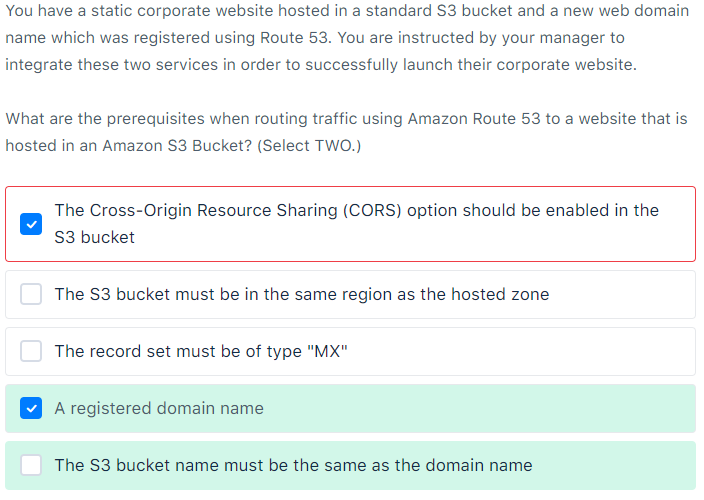 You have a static corporate website hosted in a standard S3 bucket and a new web domain
name which was registered using Route 53. You are instructed by your manager to
integrate these two services in order to successfully launch their corporate website.
What are the prerequisites when routing traffic using Amazon Route 53 to a website that is
hosted in an Amazon S3 Bucket? (Select TWO.)
The Cross-Origin Resource Sharing (CORS) option should be enabled in the
S3 bucket
The S3 bucket must be in the same region as the hosted zone
The record set must be of type "MX"
A registered domain name
The S3 bucket name must be the same as the domain name